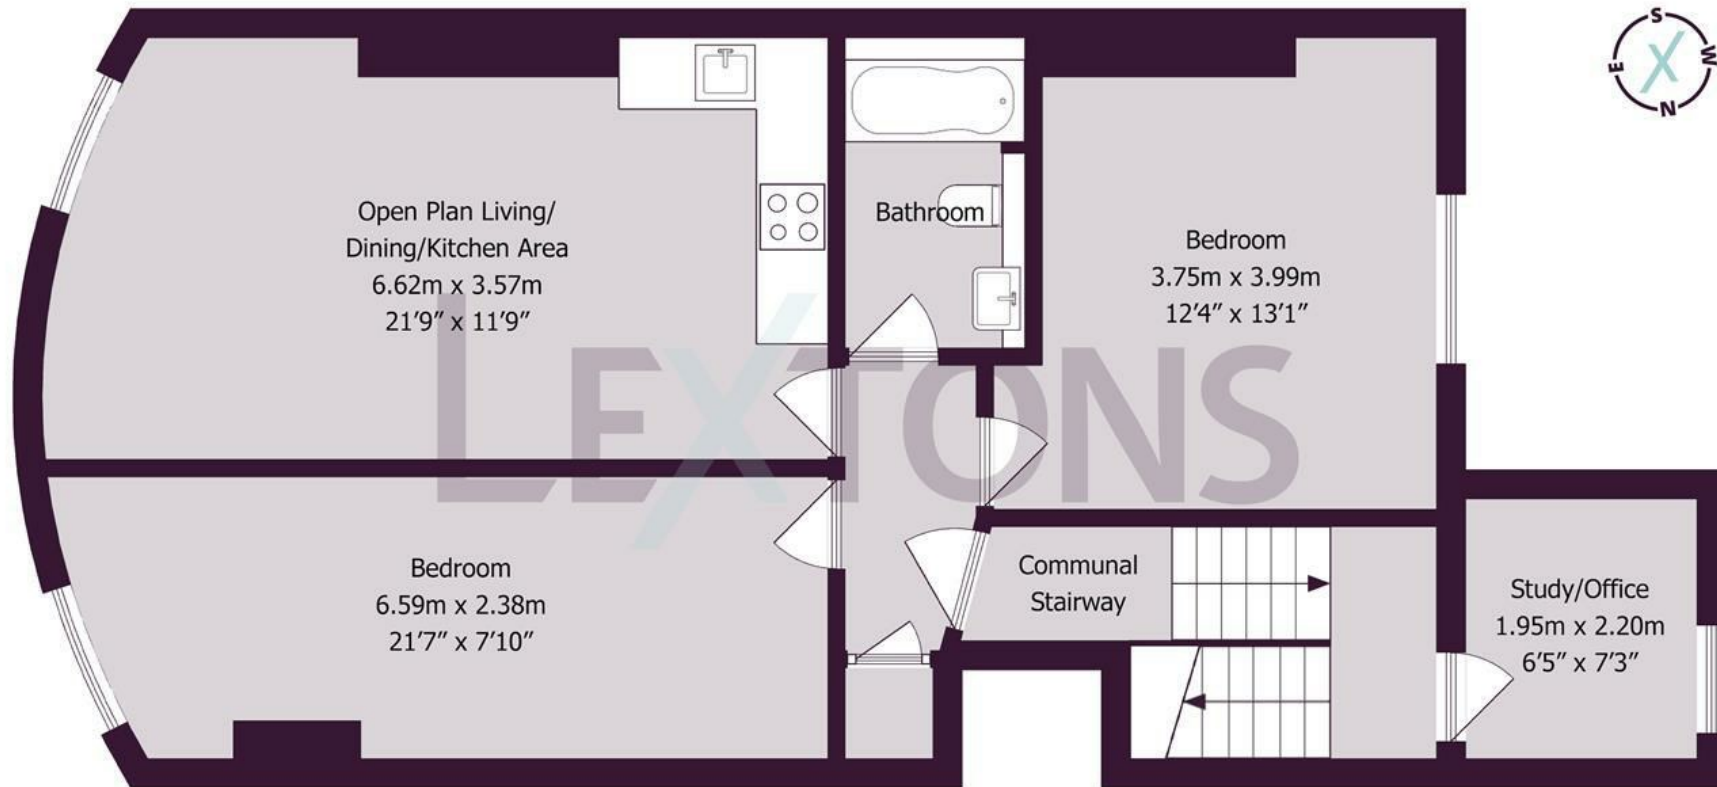 S
E
W
N
X
Open Plan Living/
Dining/Kitchen Area
6.62m x 3.57m
21'9" x 11'9"
Bathroom
Bedroom
3.75m x 3.99m
12'4" x 13'1"
LEXTONS
Bedroom
6.59m x 2.38m
21'7" x 7'10"
Communal
Stairway
Study/Office
1.95m x 2.20m
6'5" x 7'3"